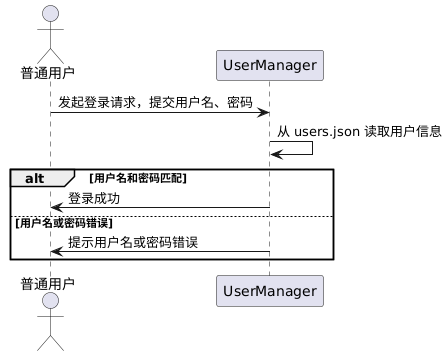 普通用户
UserManager
发起登录请求，提交用户名、密码
从 users.json 读取用户信息
alt [用户名和密码匹配]
登录成功
[用户名或密码错误]
提示用户名或密码错误
普通用户
UserManager